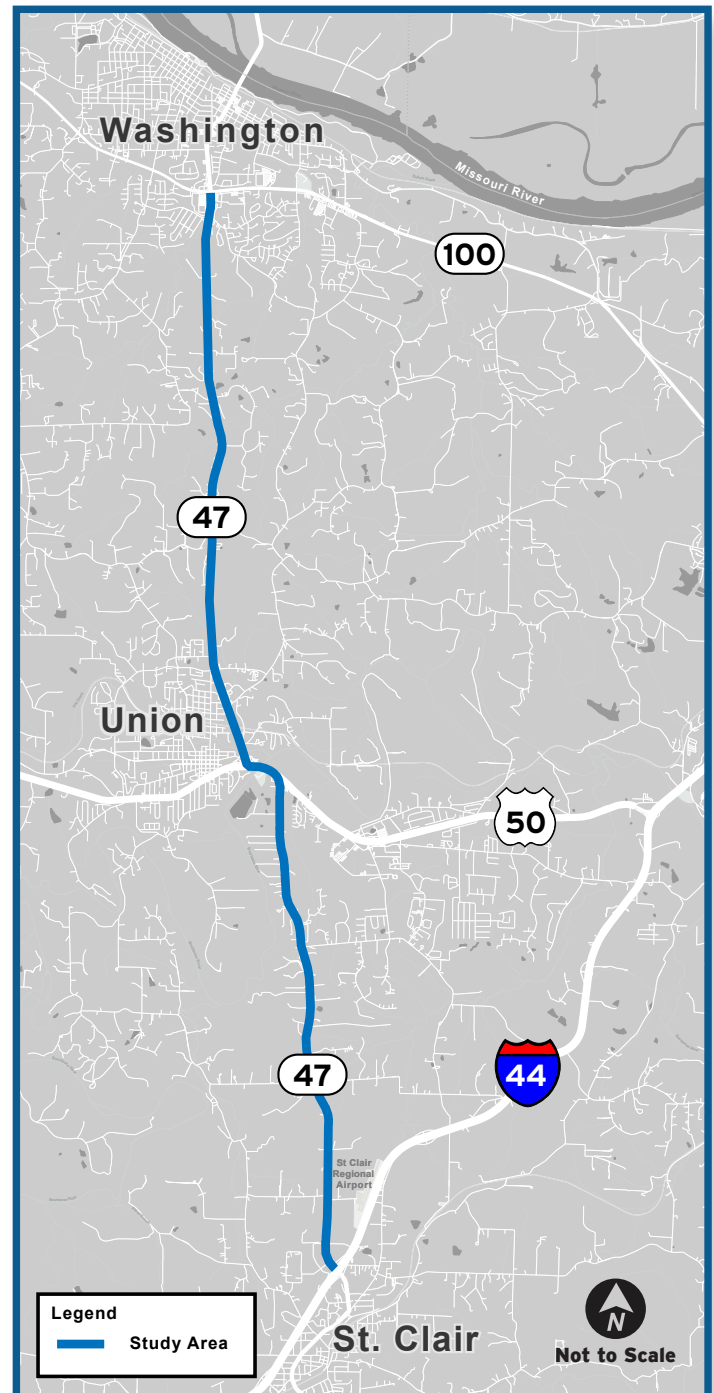 Washington
Missouri River
100
47
Union
50
47
44
St Clair
Regional
Airport
Legend
Study Area
St. Clair
N
Not to Scale